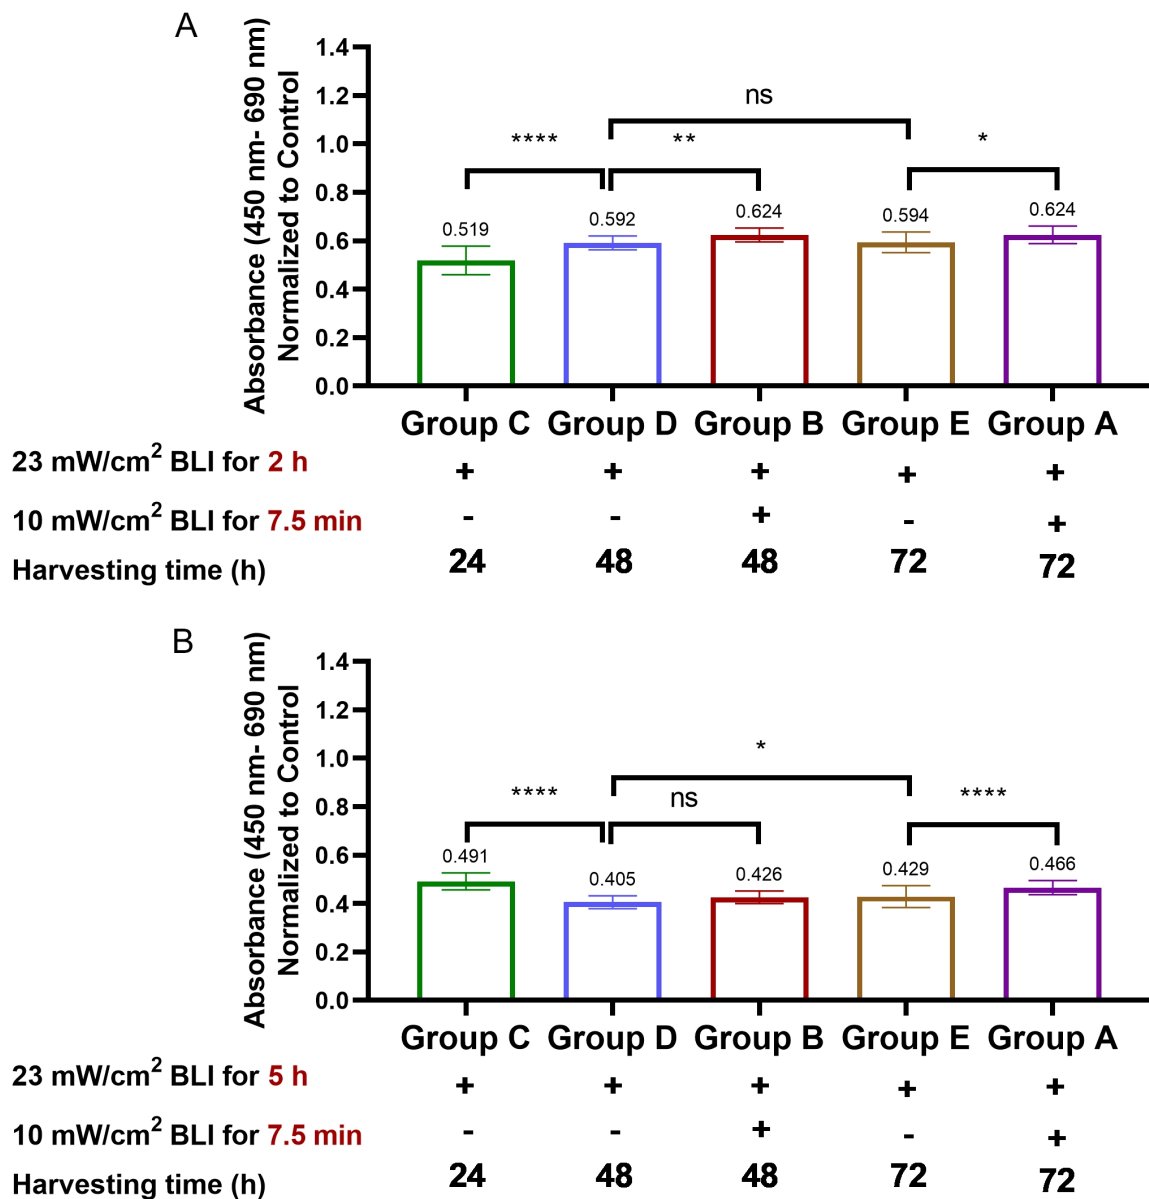 A
Absorbance (450 nm- 690 nm)
Normalized to Control
1.4
1.2
1.0
0.8
0.6
0.4
0.2
0.0
ns
**** ** *
0.519 0.592 0.624 0.594 0.624
Group C Group D Group B Group E Group A
23 mW/cm² BLI for 2 h + + + + +
10 mW/cm² BLI for 7.5 min - - + - +
Harvesting time (h) 24 48 48 72 72
B
Absorbance (450 nm- 690 nm)
Normalized to Control
1.4
1.2
1.0
0.8
0.6
0.4
0.2
0.0
*
**** ns ****
0.491 0.405 0.426 0.429 0.466
Group C Group D Group B Group E Group A
23 mW/cm² BLI for 5 h + + + + +
10 mW/cm² BLI for 7.5 min - - + - +
Harvesting time (h) 24 48 48 72 72